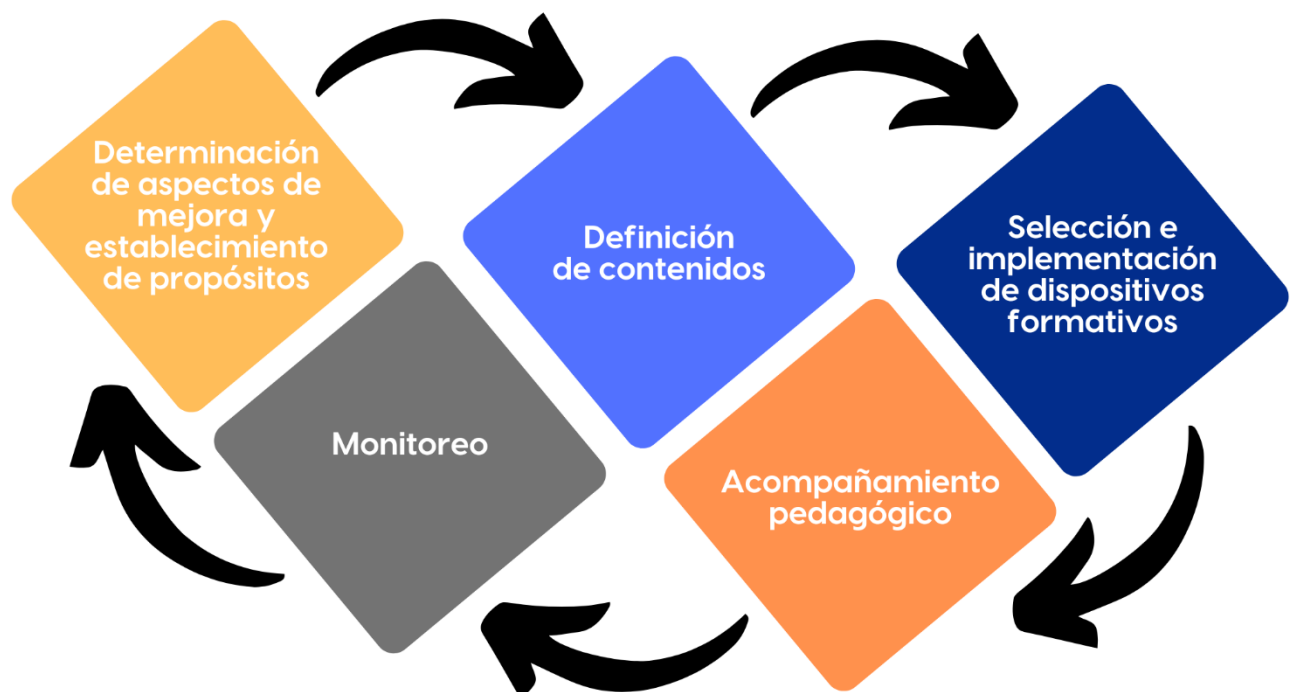 Determinación
de aspectos de
mejora y
establecimiento
de propósitos
Definición
de contenidos
Selección e
implementación
de dispositivos
formativos
Acompañamiento
pedagógico
Monitoreo